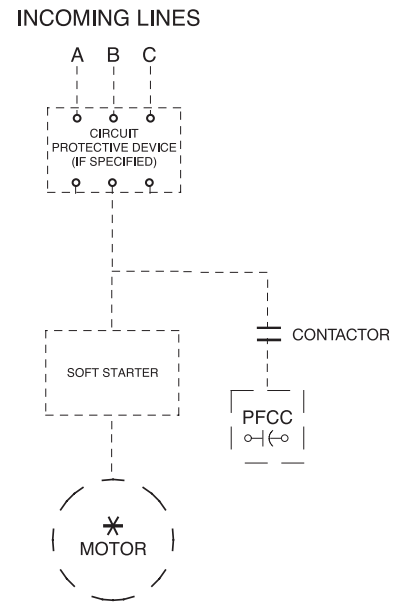 INCOMING LINES
A B C
CIRCUIT
PROTECTIVE DEVICE
(IF SPECIFIED)
CONTACTOR
SOFT STARTER
PFCC
MOTOR